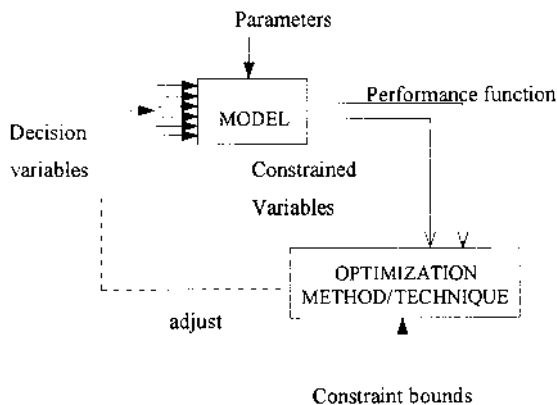 Parameters
Performance function
MODEL
Decision
variables
Constrained
Variables
OPTIMIZATION
METHOD/TECHNIQUE
adjust
Constraint bounds